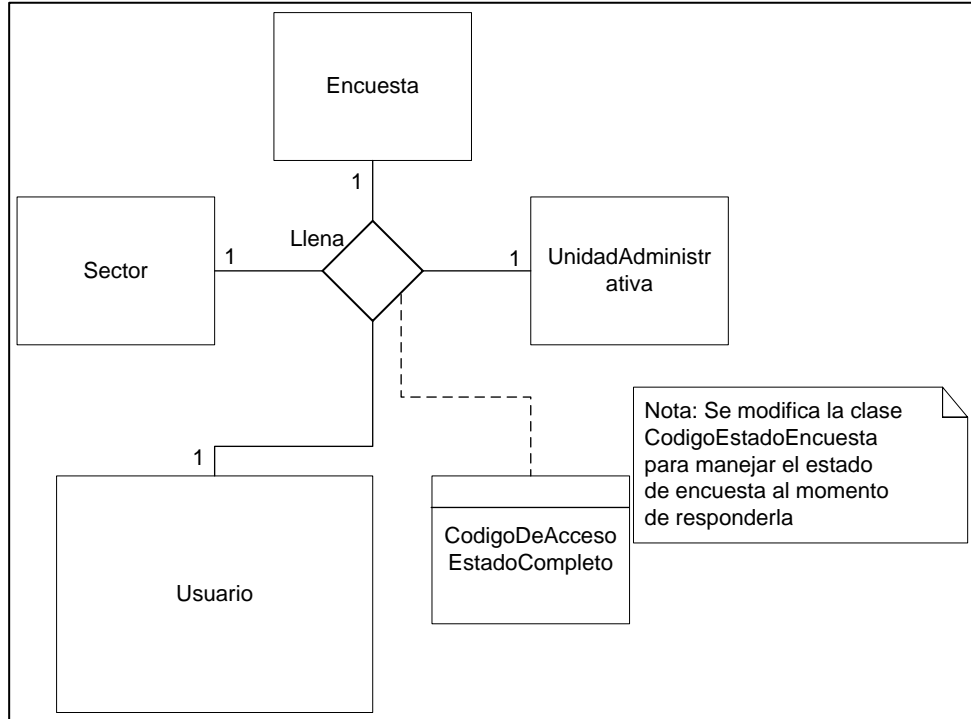 Encuesta
1
Llena
Sector
1
1
UnidadAdministr
ativa
1
Usuario
CodigoDeAcceso
EstadoCompleto
Nota: Se modifica la clase
CodigoEstadoEncuesta
para manejar el estado
de encuesta al momento
de responderla